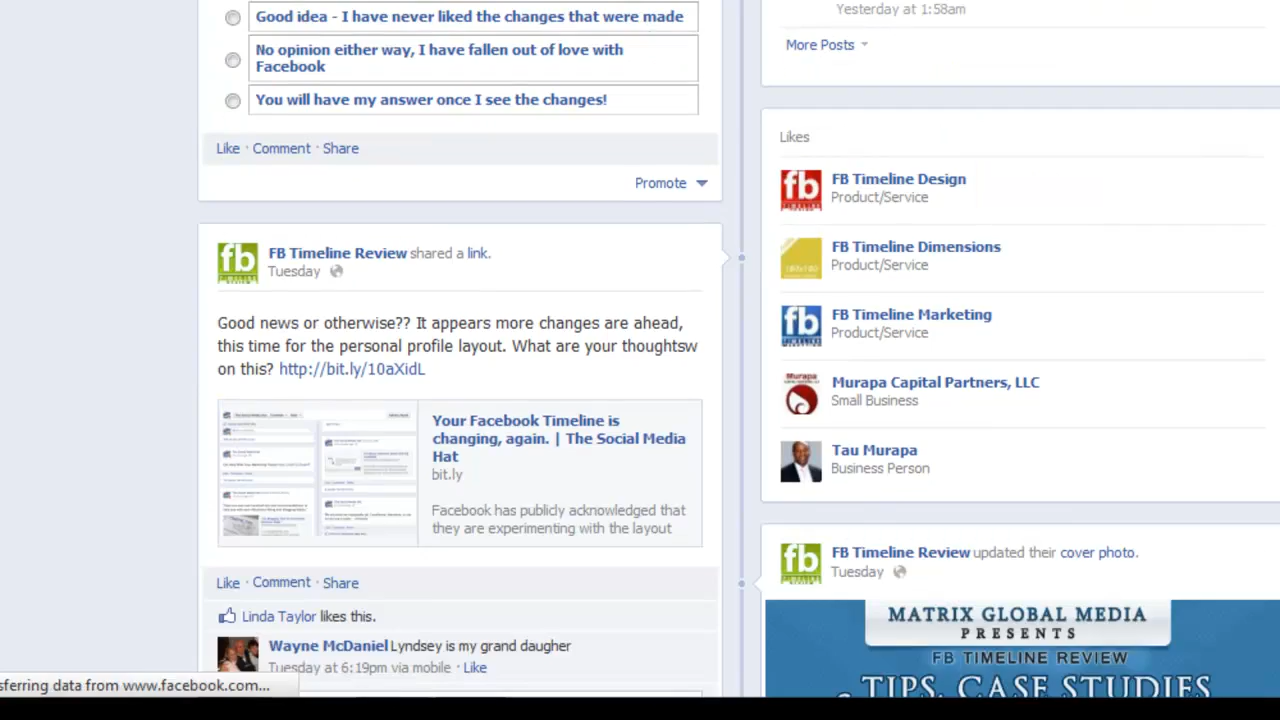 Good idea - I have never liked the changes that were made
No opinion either way, I have fallen out of love with
Facebook
You will have my answer once I see the changes!
Like · Comment · Share
Promote
fb
FB Timeline Review shared a link.
Tuesday
Good news or otherwise?? It appears more changes are ahead,
this time for the personal profile layout. What are your thoughtsw
on this? http://bit.ly/10aXidL
Your Facebook Timeline is
changing, again. | The Social Media
Hat
bit.ly
Facebook has publicly acknowledged that
they are experimenting with the layout
Like · Comment · Share
Linda Taylor likes this.
Wayne McDaniel Lyndsey is my grand daugher
Tuesday at 6:19pm via mobile · Like
sferring data from www.facebook.com...
Yesterday at 1:58am
More Posts
Likes
fb
FB Timeline Design
Product/Service
FB Timeline Dimensions
Product/Service
fb
FB Timeline Marketing
Product/Service
Murapa
Murapa Capital Partners, LLC
Small Business
Tau Murapa
Business Person
fb
FB Timeline Review updated their cover photo.
Tuesday
MATRIX GLOBAL MEDIA
PRESENTS
FB TIMELINE REVIEW
TIPS, CASE STUDIES